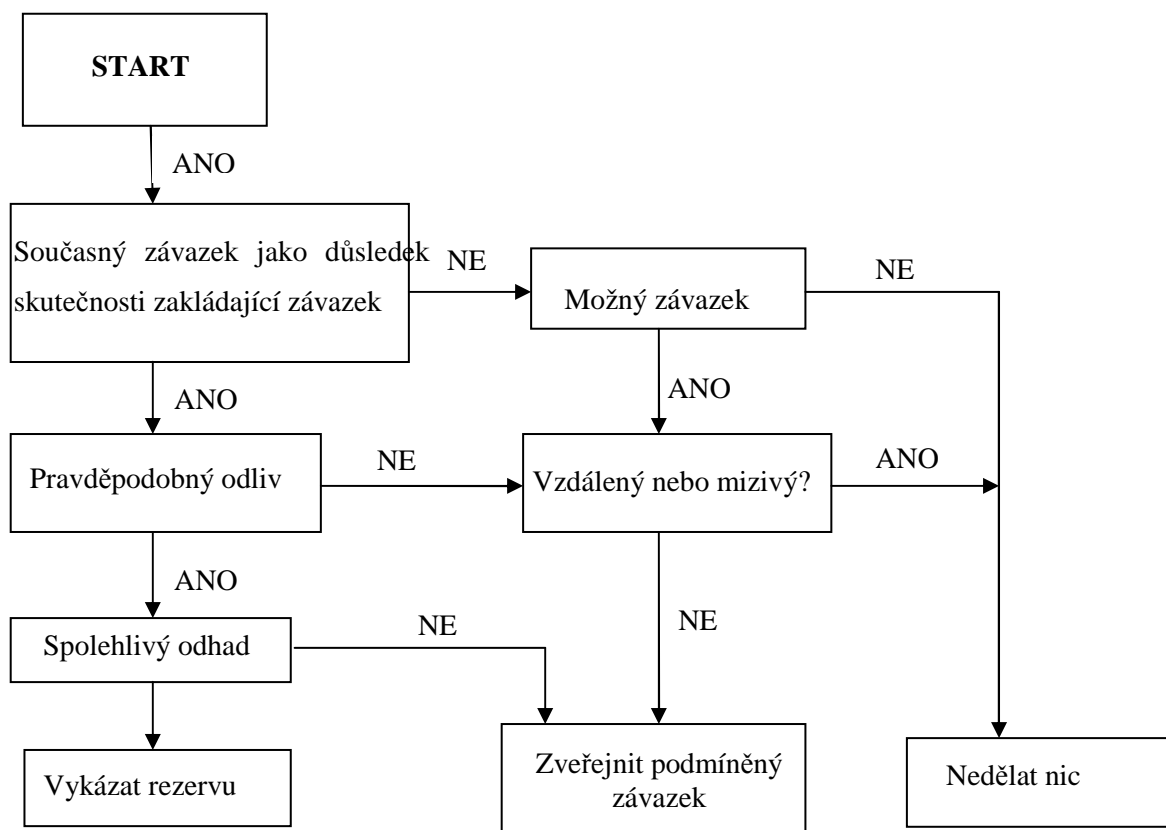 START
ANO
Současný závazek jako důsledek
skutečnosti zakládající závazek
NE
Možný závazek
NE
ANO
ANO
Pravděpodobný odliv
NE
Vzdálený nebo mizivý?
ANO
ANO
NE
Spolehlivý odhad
NE
Vykázat rezervu
Zveřejnit podmíněný
závazek
Nedělat nic